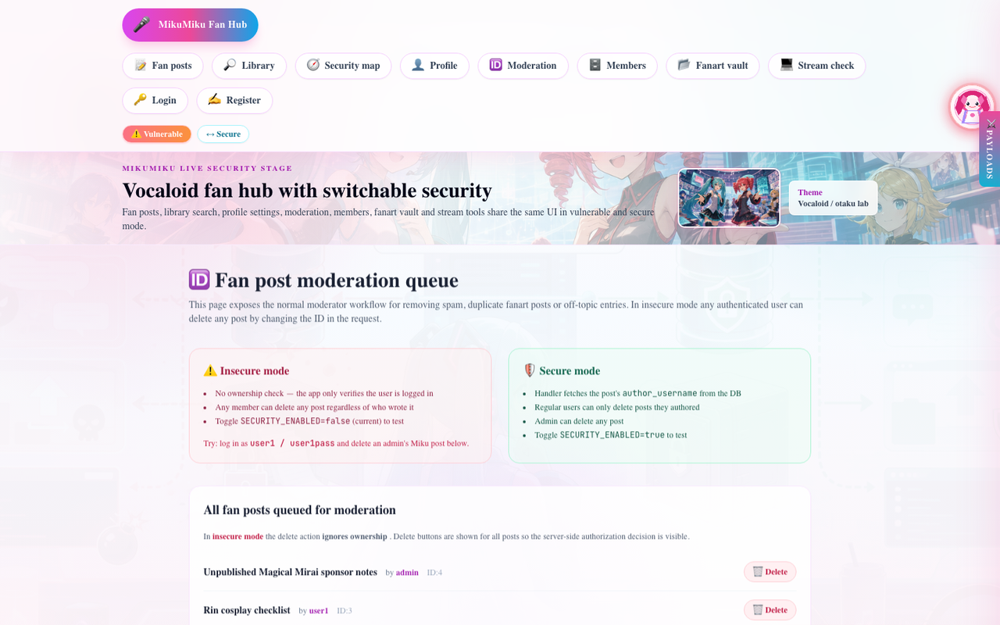 MikuMiku Fan Hub
Fan posts
Library
Security map
Profile
ID Moderation
Members
Fanart vault
Stream check
Login
Register
Vulnerable
↔ Secure
PAYLOADS
MIKUMIKU LIVE SECURITY STAGE
Vocaloid fan hub with switchable security
Fan posts, library search, profile settings, moderation, members, fanart vault and stream tools share the same UI in vulnerable and secure
mode.
Theme
Vocaloid / otaku lab
ID Fan post moderation queue
This page exposes the normal moderator workflow for removing spam, duplicate fanart posts or off-topic entries. In insecure mode any authenticated user can
delete any post by changing the ID in the request.
Insecure mode
• No ownership check — the app only verifies the user is logged in
• Any member can delete any post regardless of who wrote it
• Toggle SECURITY_ENABLED=false (current) to test
Try: log in as user1 / user1pass and delete an admin's Miku post below.
Secure mode
• Handler fetches the post's author_username from the DB
• Regular users can only delete posts they authored
• Admin can delete any post
• Toggle SECURITY_ENABLED=true to test
All fan posts queued for moderation
In insecure mode the delete action ignores ownership . Delete buttons are shown for all posts so the server-side authorization decision is visible.
Unpublished Magical Mirai sponsor notes by admin ID:4
Delete
Rin cosplay checklist by user1 ID:3
Delete